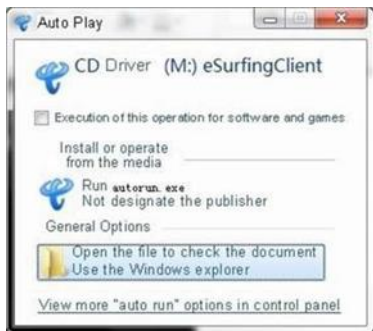 Auto Play
CD Driver (M:) eSurfingClient
Execution of this operation for software and games
Install or operate
from the media
Run autorun.exe
Not designate the publisher
General Options
Open the file to check the document
Use the Windows explorer
View more "auto run" options in control panel